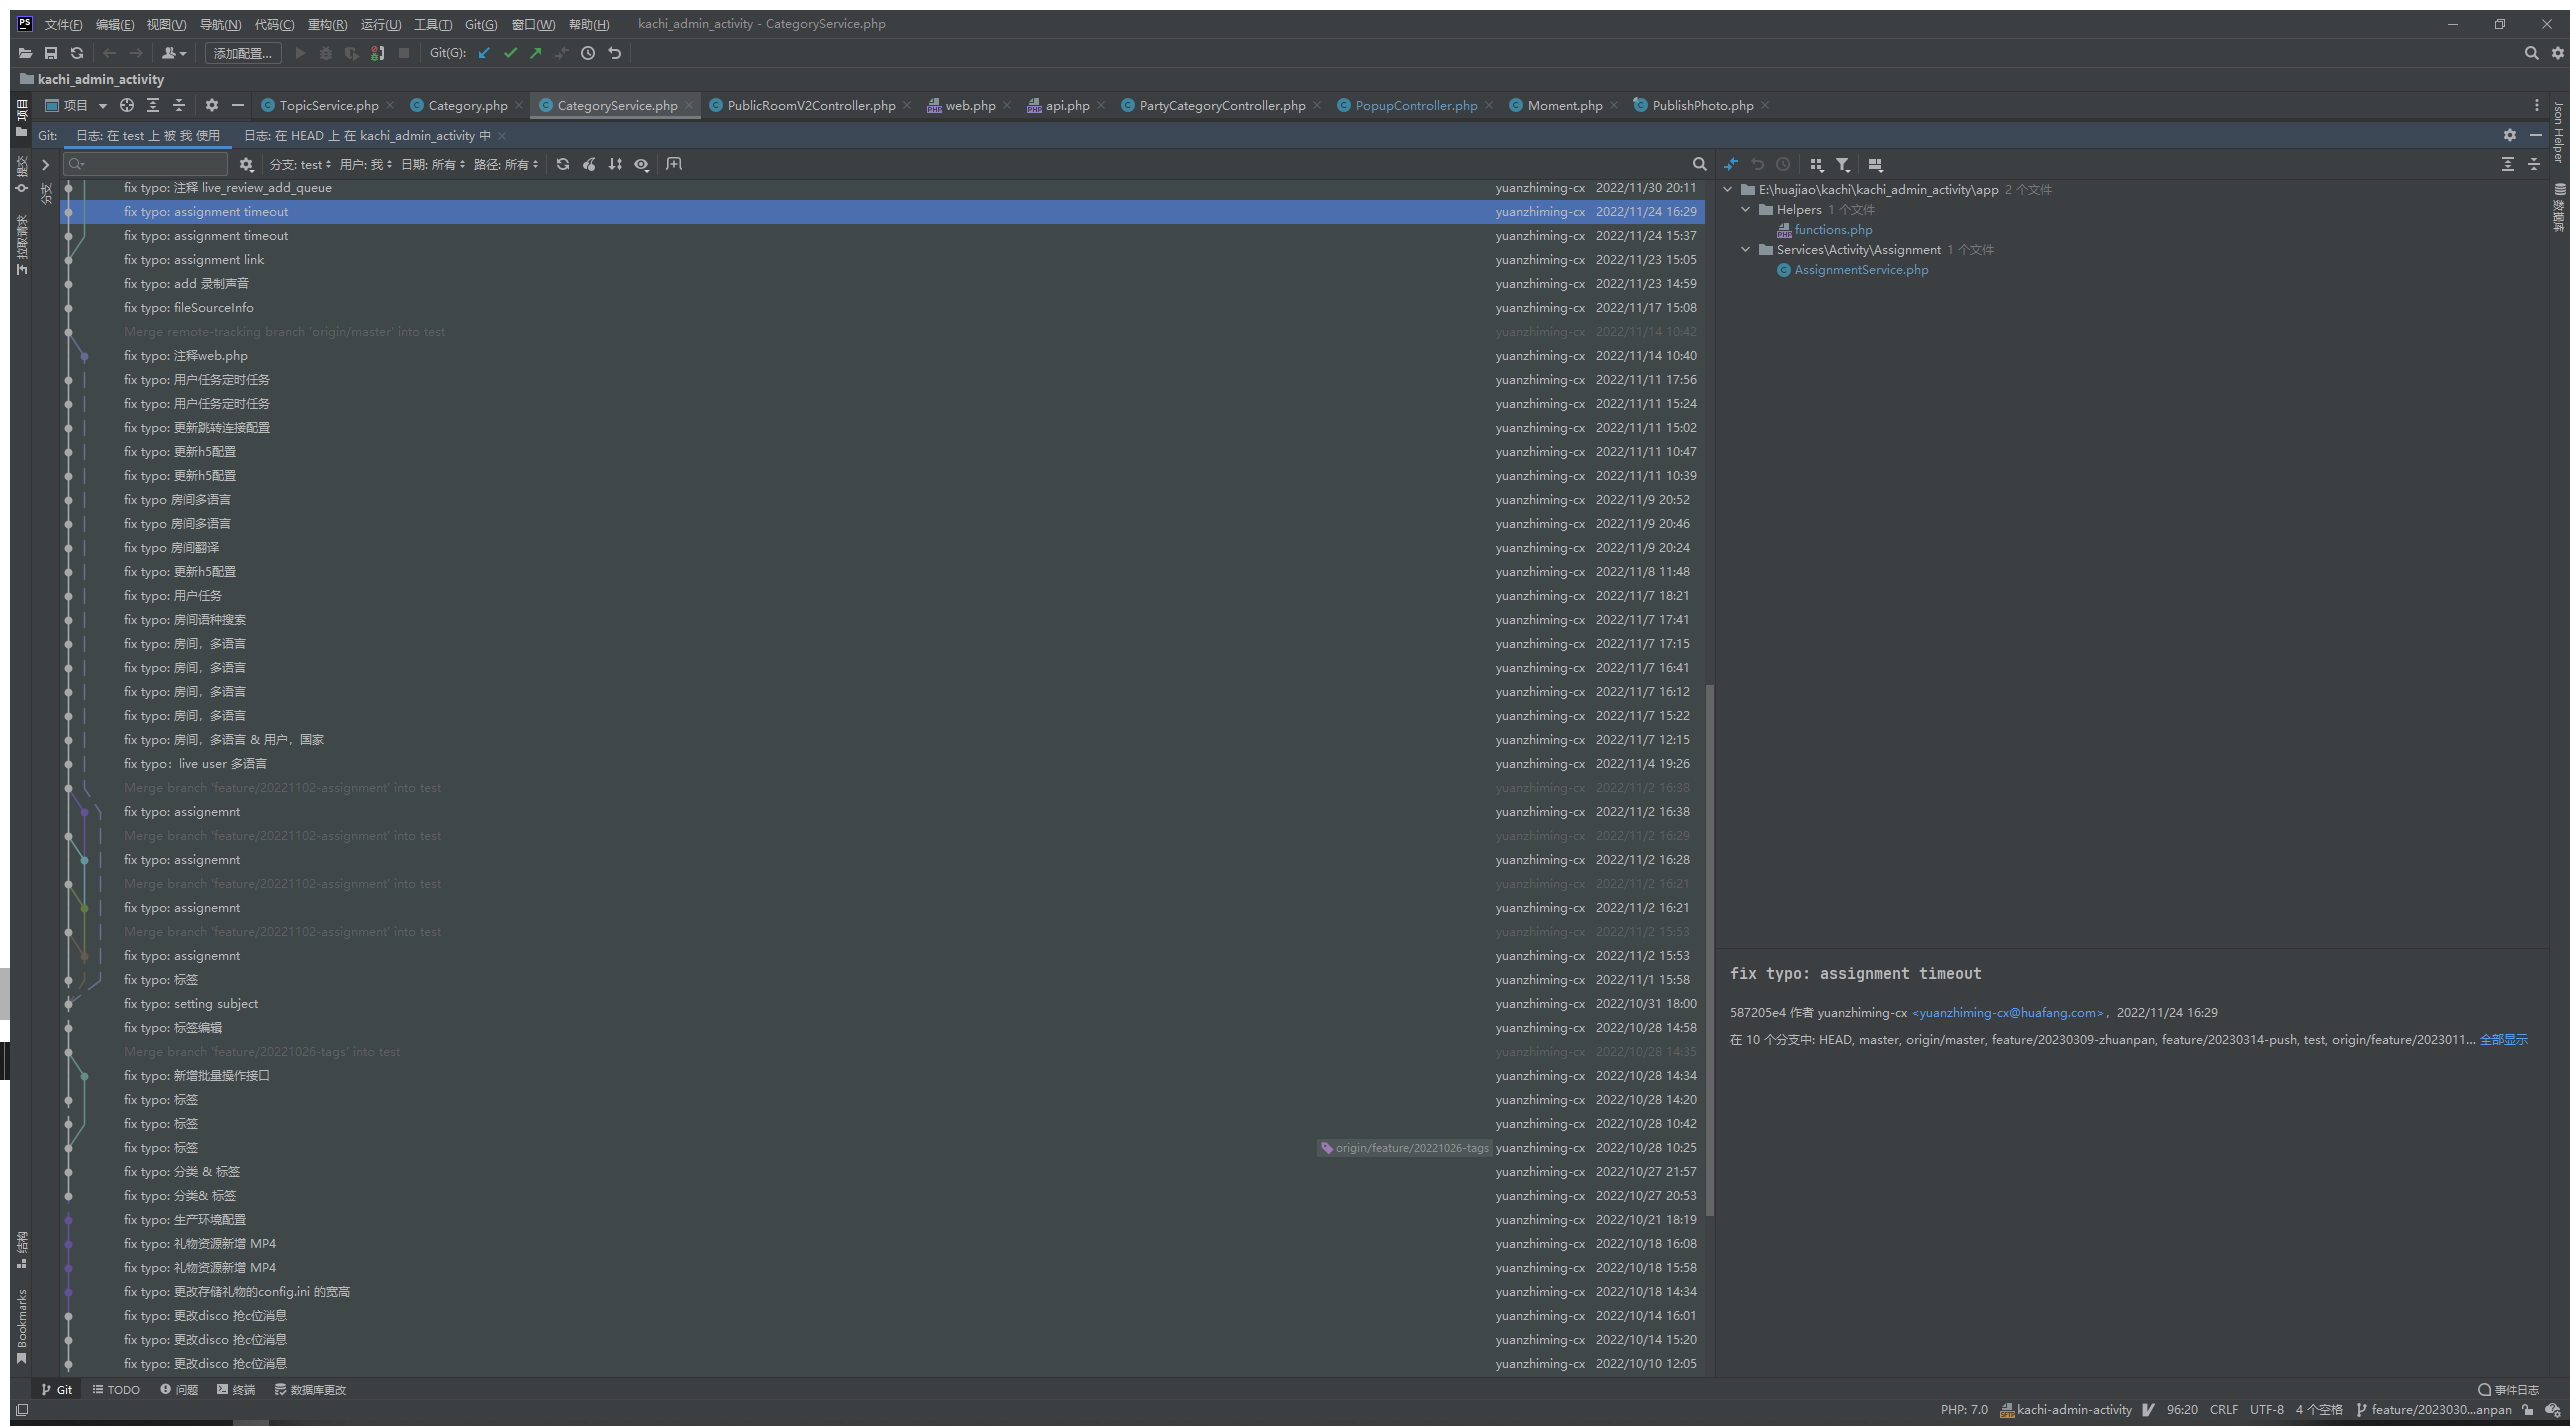 文件(F) 编辑(E) 视图(V) 导航(N) 代码(C) 重构(R) 运行(U) 工具(T) Git(G) 窗口(W) 帮助(H) kachi_admin_activity - CategoryService.php
添加配置... Git(G):
kachi_admin_activity
项目 TopicService.php Category.php CategoryService.php PublicRoomV2Controller.php web.php api.php PartyCategoryController.php PopupController.php Moment.php PublishPhoto.php
Git: 日志: 在 test 上 被 我 使用 日志: 在 HEAD 上 在 kachi_admin_activity 中
分支: test 用户: 我 日期: 所有 路径: 所有
fix typo: 注释 live_review_add_queue yuanzhiming-cx 2022/11/30 20:11
fix typo: assignment timeout yuanzhiming-cx 2022/11/24 16:29
fix typo: assignment timeout yuanzhiming-cx 2022/11/24 15:37
fix typo: assignment link yuanzhiming-cx 2022/11/23 15:05
fix typo: add 录制声音 yuanzhiming-cx 2022/11/23 14:59
fix typo: fileSourceInfo yuanzhiming-cx 2022/11/17 15:08
Merge remote-tracking branch 'origin/master' into test yuanzhiming-cx 2022/11/14 10:42
fix typo: 注释web.php yuanzhiming-cx 2022/11/14 10:40
fix typo: 用户任务定时任务 yuanzhiming-cx 2022/11/11 17:56
fix typo: 用户任务定时任务 yuanzhiming-cx 2022/11/11 15:24
fix typo: 更新跳转连接配置 yuanzhiming-cx 2022/11/11 15:02
fix typo: 更新h5配置 yuanzhiming-cx 2022/11/11 10:47
fix typo: 更新h5配置 yuanzhiming-cx 2022/11/11 10:39
fix typo 房间多语言 yuanzhiming-cx 2022/11/9 20:52
fix typo 房间多语言 yuanzhiming-cx 2022/11/9 20:46
fix typo 房间翻译 yuanzhiming-cx 2022/11/9 20:24
fix typo: 更新h5配置 yuanzhiming-cx 2022/11/8 11:48
fix typo: 用户任务 yuanzhiming-cx 2022/11/7 18:21
fix typo: 房间语种搜索 yuanzhiming-cx 2022/11/7 17:41
fix typo: 房间，多语言 yuanzhiming-cx 2022/11/7 17:15
fix typo: 房间，多语言 yuanzhiming-cx 2022/11/7 16:41
fix typo: 房间，多语言 yuanzhiming-cx 2022/11/7 16:12
fix typo: 房间，多语言 yuanzhiming-cx 2022/11/7 15:22
fix typo: 房间，多语言 & 用户，国家 yuanzhiming-cx 2022/11/7 12:15
fix typo：live user 多语言 yuanzhiming-cx 2022/11/4 19:26
Merge branch 'feature/20221102-assignment' into test yuanzhiming-cx 2022/11/2 16:38
fix typo: assignemnt yuanzhiming-cx 2022/11/2 16:38
Merge branch 'feature/20221102-assignment' into test yuanzhiming-cx 2022/11/2 16:29
fix typo: assignemnt yuanzhiming-cx 2022/11/2 16:28
Merge branch 'feature/20221102-assignment' into test yuanzhiming-cx 2022/11/2 16:21
fix typo: assignemnt yuanzhiming-cx 2022/11/2 16:21
Merge branch 'feature/20221102-assignment' into test yuanzhiming-cx 2022/11/2 15:53
fix typo: assignemnt yuanzhiming-cx 2022/11/2 15:53
fix typo: 标签 yuanzhiming-cx 2022/11/1 15:58
fix typo: setting subject yuanzhiming-cx 2022/10/31 18:00
fix typo: 标签编辑 yuanzhiming-cx 2022/10/28 14:58
Merge branch 'feature/20221026-tags' into test yuanzhiming-cx 2022/10/28 14:35
fix typo: 新增批量操作接口 yuanzhiming-cx 2022/10/28 14:34
fix typo: 标签 yuanzhiming-cx 2022/10/28 14:20
fix typo: 标签 yuanzhiming-cx 2022/10/28 10:42
fix typo: 标签 origin/feature/20221026-tags yuanzhiming-cx 2022/10/28 10:25
fix typo: 分类 & 标签 yuanzhiming-cx 2022/10/27 21:57
fix typo: 分类& 标签 yuanzhiming-cx 2022/10/27 20:53
fix typo: 生产环境配置 yuanzhiming-cx 2022/10/21 18:19
fix typo: 礼物资源新增 MP4 yuanzhiming-cx 2022/10/18 16:08
fix typo: 礼物资源新增 MP4 yuanzhiming-cx 2022/10/18 15:58
fix typo: 更改存储礼物的config.ini 的宽高 yuanzhiming-cx 2022/10/18 14:34
fix typo: 更改disco 抢c位消息 yuanzhiming-cx 2022/10/14 16:01
fix typo: 更改disco 抢c位消息 yuanzhiming-cx 2022/10/14 15:20
fix typo: 更改disco 抢c位消息 yuanzhiming-cx 2022/10/10 12:05
E:\huajiao\kachi\kachi_admin_activity\app 2 个文件
Helpers 1 个文件
functions.php
Services\Activity\Assignment 1 个文件
AssignmentService.php
fix typo: assignment timeout
587205e4 作者 yuanzhiming-cx <yuanzhiming-cx@huafang.com>，2022/11/24 16:29
在 10 个分支中: HEAD, master, origin/master, feature/20230309-zhuanpan, feature/20230314-push, test, origin/feature/2023011... 全部显示
项目
提交
分支
拉取请求
结构
Bookmarks
Json Helper
数据库
Git TODO 问题 终端 数据库更改 事件日志
PHP: 7.0 kachi-admin-activity 96:20 CRLF UTF-8 4 个空格 feature/2023030...anpan